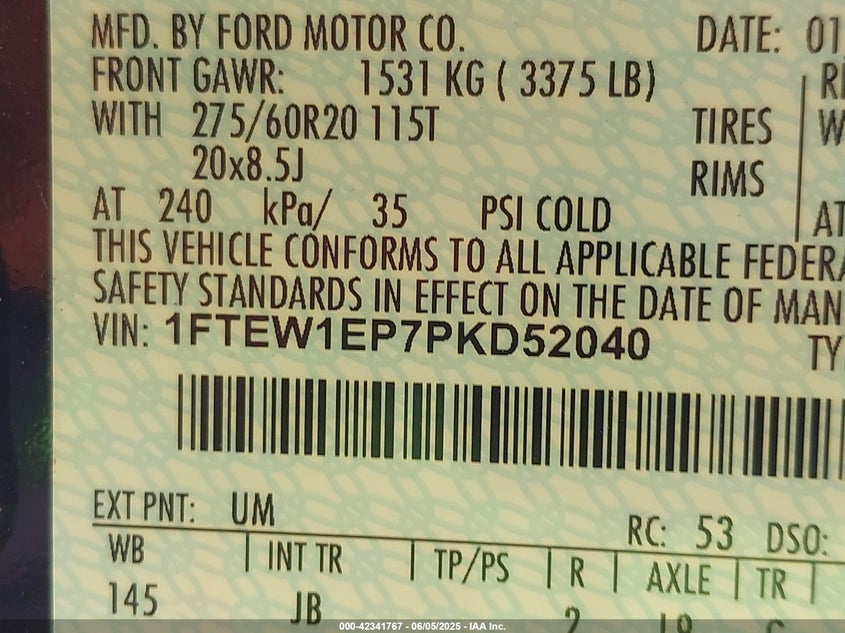 MFD. BY FORD MOTOR CO. DATE: 01
FRONT GAWR: 1531 KG ( 3375 LB)
WITH 275/60R20 115T TIRES W
20x8.5J RIMS
AT 240 kPa/ 35 PSI COLD AT
THIS VEHICLE CONFORMS TO ALL APPLICABLE FEDERA
SAFETY STANDARDS IN EFFECT ON THE DATE OF MAN
VIN: 1FTEW1EP7PKD52040 TY
EXT PNT: UM RC: 53 DSO:
WB INT TR TP/PS R AXLE TR
145 JB 2
000-42341767 - 06/05/2025 - IAA Inc.